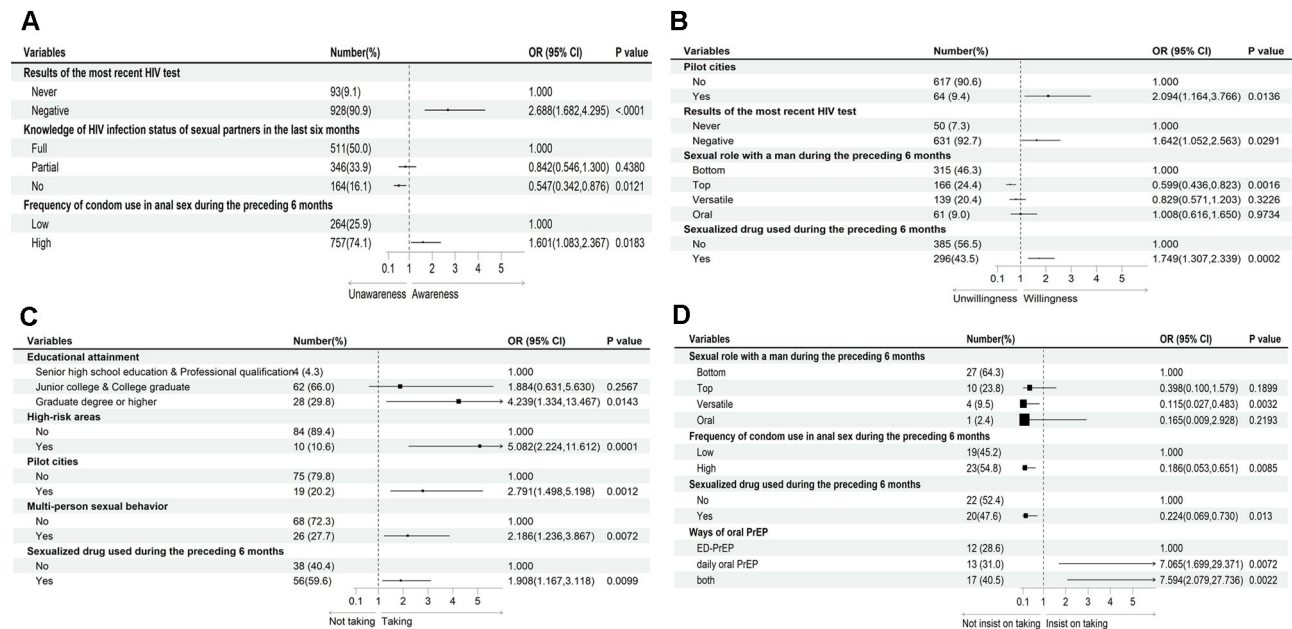 A
Variables Number(%) OR (95% CI) P value
Results of the most recent HIV test
Never 93(9.1) 1.000
Negative 928(90.9) 2.688(1.682,4.295) <.0001
Knowledge of HIV infection status of sexual partners in the last six months
Full 511(50.0) 1.000
Partial 346(33.9) 0.842(0.546,1.300) 0.4380
No 164(16.1) 0.547(0.342,0.876) 0.0121
Frequency of condom use in anal sex during the preceding 6 months
Low 264(25.9) 1.000
High 757(74.1) 1.601(1.083,2.367) 0.0183
0.1 1 2 3 4 5
Unawareness Awareness
B
Variables Number(%) OR (95% CI) P value
Pilot cities
No 617 (90.6) 1.000
Yes 64 (9.4) 2.094(1.164,3.766) 0.0136
Results of the most recent HIV test
Never 50 (7.3) 1.000
Negative 631 (92.7) 1.642(1.052,2.563) 0.0291
Sexual role with a man during the preceding 6 months
Bottom 315 (46.3) 1.000
Top 166 (24.4) 0.599(0.436,0.823) 0.0016
Versatile 139 (20.4) 0.829(0.571,1.203) 0.3226
Oral 61 (9.0) 1.008(0.616,1.650) 0.9734
Sexualized drug used during the preceding 6 months
No 385 (56.5) 1.000
Yes 296(43.5) 1.749(1.307,2.339) 0.0002
0.1 1 2 3 4 5
Unwillingness Willingness
C
Variables Number(%) OR (95% CI) P value
Educational attainment
Senior high school education & Professional qualification4 (4.3) 1.000
Junior college & College graduate 62 (66.0) 1.884(0.631,5.630) 0.2567
Graduate degree or higher 28 (29.8) 4.239(1.334,13.467) 0.0143
High-risk areas
No 84 (89.4) 1.000
Yes 10 (10.6) 5.082(2.224,11.612) 0.0001
Pilot cities
No 75 (79.8) 1.000
Yes 19 (20.2) 2.791(1.498,5.198) 0.0012
Multi-person sexual behavior
No 68 (72.3) 1.000
Yes 26 (27.7) 2.186(1.236,3.867) 0.0072
Sexualized drug used during the preceding 6 months
No 38 (40.4) 1.000
Yes 56(59.6) 1.908(1.167,3.118) 0.0099
0.1 1 2 3 4 5
Not taking Taking
D
Variables Number(%) OR (95% CI) P value
Sexual role with a man during the preceding 6 months
Bottom 27 (64.3) 1.000
Top 10 (23.8) 0.398(0.100,1.579) 0.1899
Versatile 4 (9.5) 0.115(0.027,0.483) 0.0032
Oral 1 (2.4) 0.165(0.009,2.928) 0.2193
Frequency of condom use in anal sex during the preceding 6 months
Low 19(45.2) 1.000
High 23(54.8) 0.186(0.053,0.651) 0.0085
Sexualized drug used during the preceding 6 months
No 22 (52.4) 1.000
Yes 20(47.6) 0.224(0.069,0.730) 0.013
Ways of oral PrEP
ED-PrEP 12 (28.6) 1.000
daily oral PrEP 13 (31.0) 7.065(1.699,29.371) 0.0072
both 17 (40.5) 7.594(2.079,27.736) 0.0022
0.1 1 2 3 4 5
Not insist on taking Insist on taking